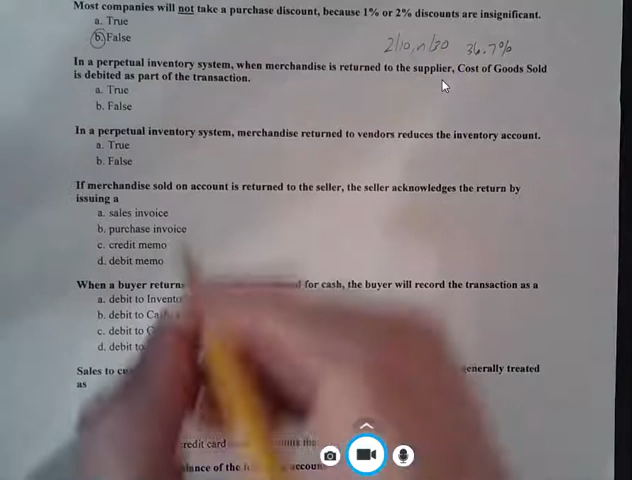 Most companies will not take a purchase discount, because 1% or 2% discounts are insignificant.
a. True
b. False
2/10, n/30 36.7%
In a perpetual inventory system, when merchandise is returned to the supplier, Cost of Goods Sold
is debited as part of the transaction.
a. True
b. False
In a perpetual inventory system, merchandise returned to vendors reduces the inventory account.
a. True
b. False
If merchandise sold on account is returned to the seller, the seller acknowledges the return by
issuing a
a. sales invoice
b. purchase invoice
c. credit memo
d. debit memo
When a buyer returns for cash, the buyer will record the transaction as a
a. debit to
b. debit to
c. debit to
d. debit to
Sales to generally treated
as
credit card
of the